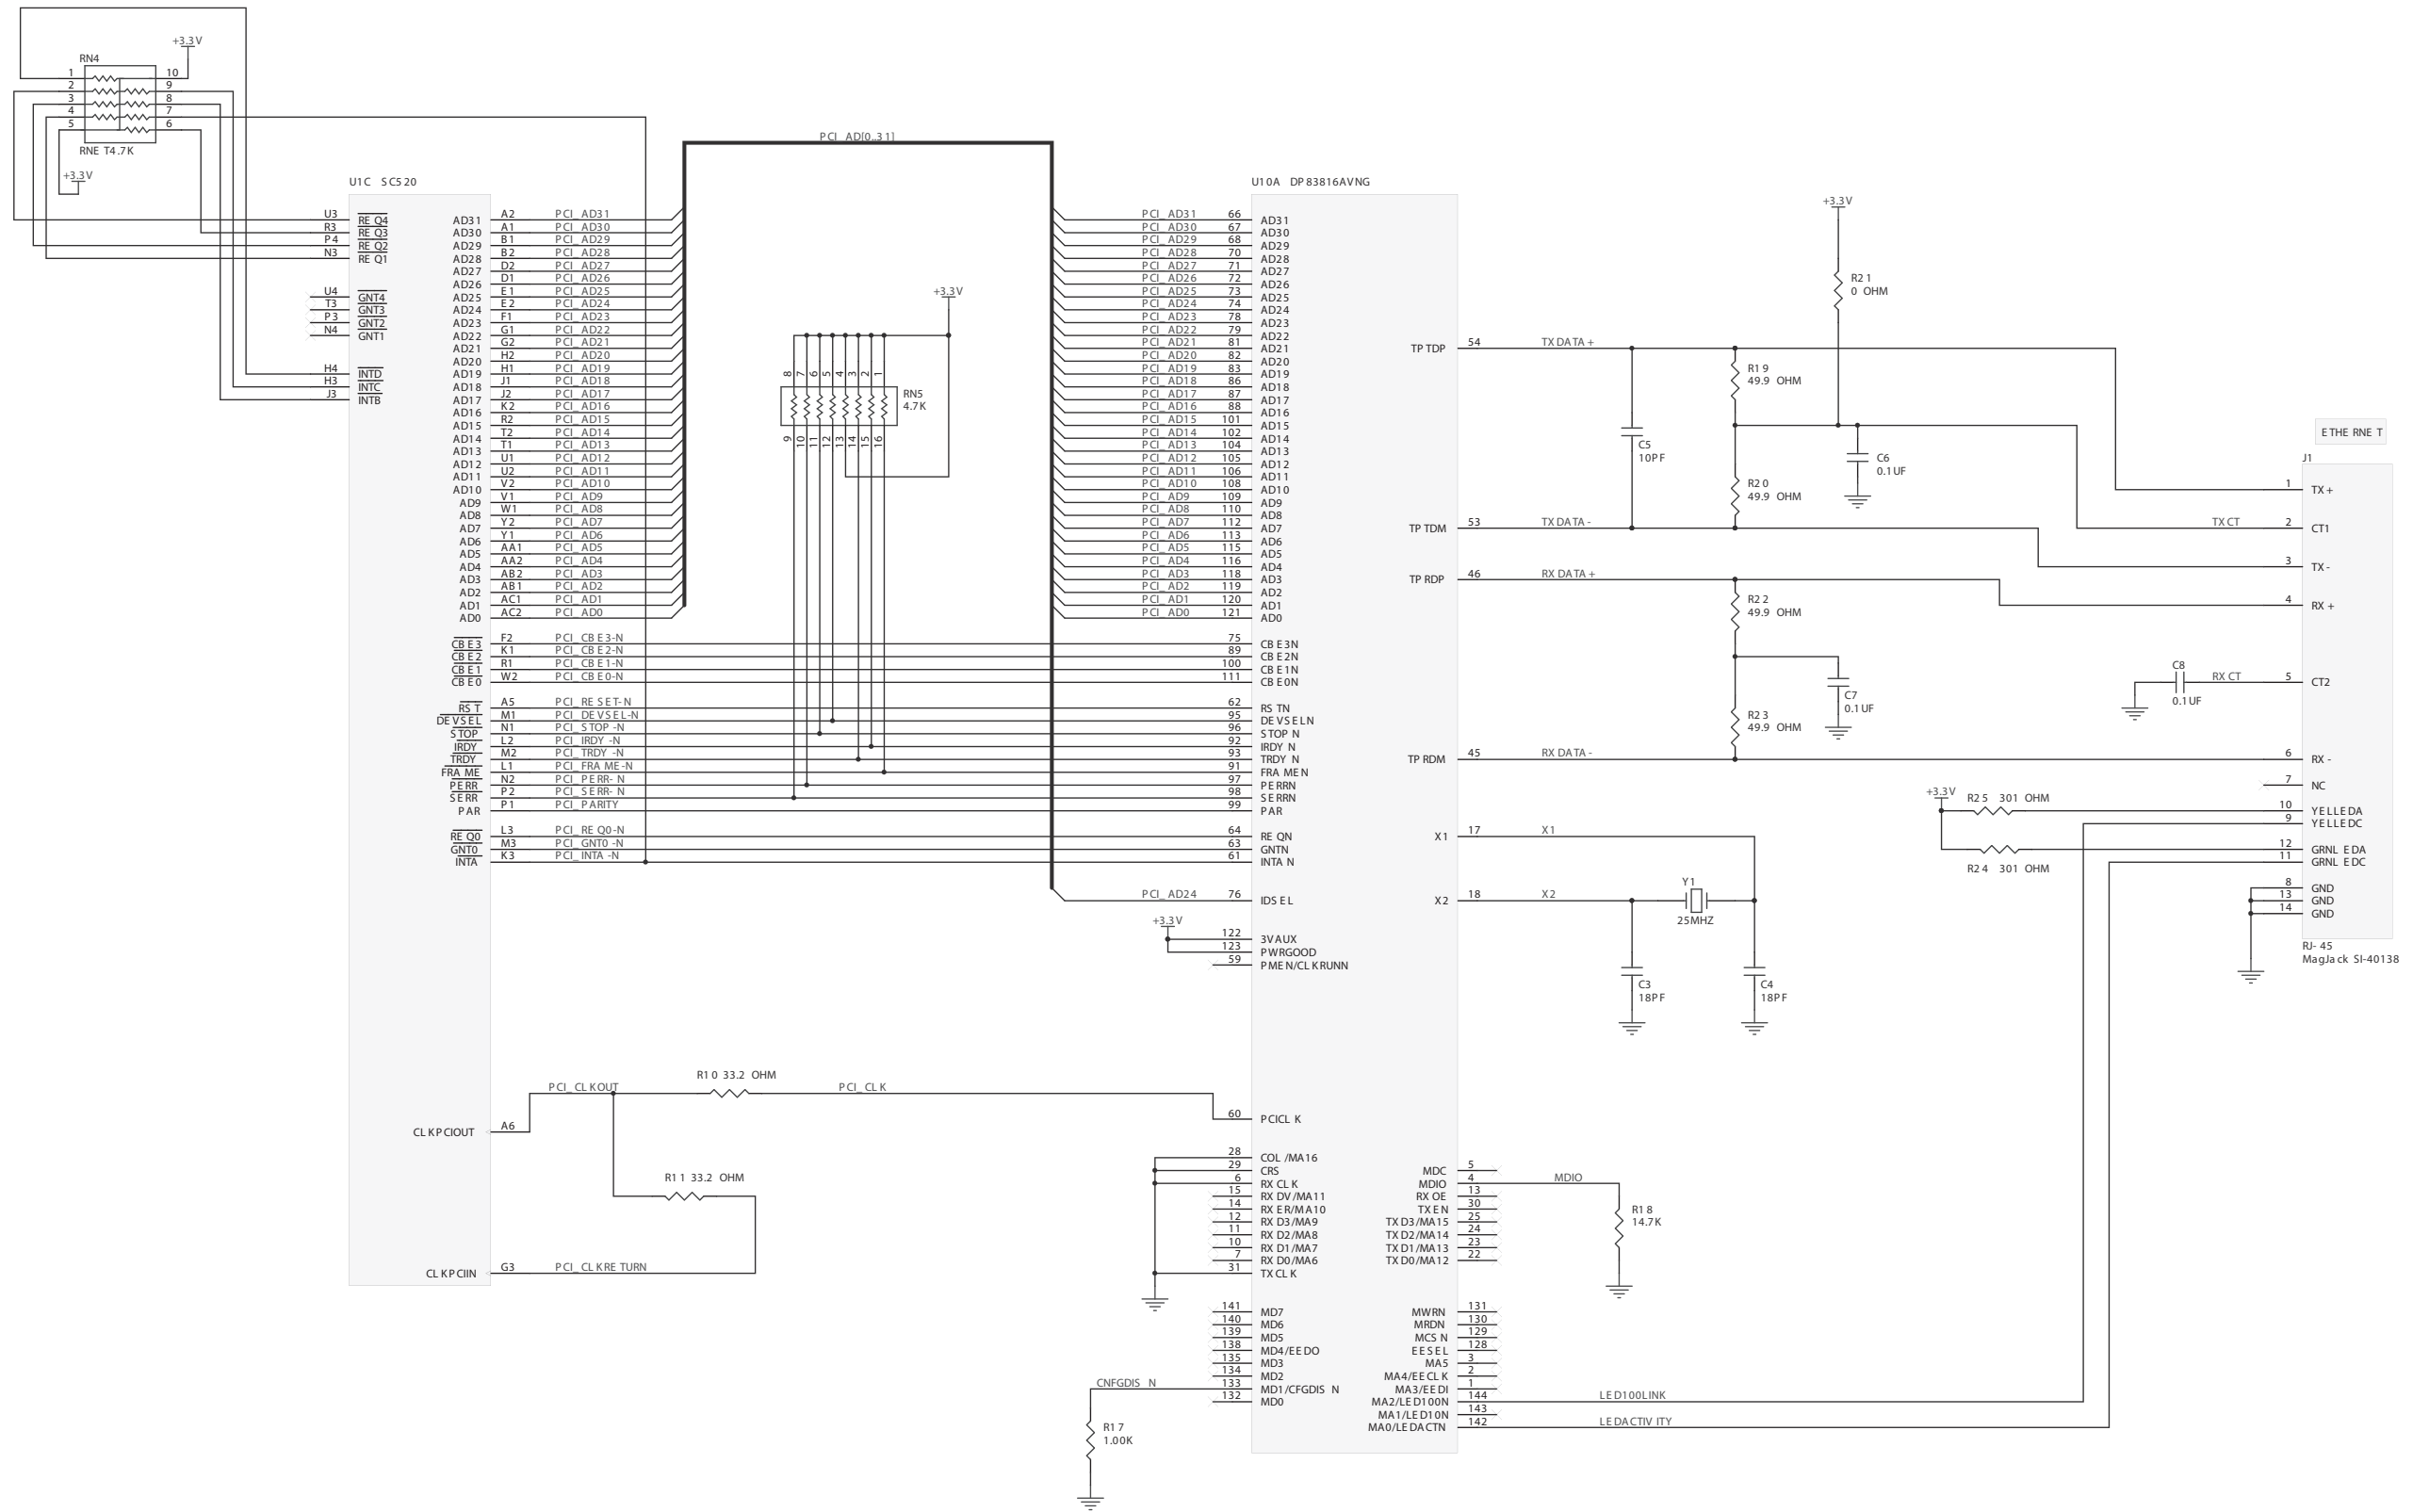 +3.3V
RN4
1 10
2 9
3 8
4 7
5 6
RNE T4.7K
+3.3V
PCI_AD[0..31]
U1C SC520
U3 REQ4
R3 REQ3
P4 REQ2
N3 REQ1
U4 GNT4
T3 GNT3
P3 GNT2
N4 GNT1
H4 INTD
H3 INTC
J3 INTB
AD31 A2 PCI_AD31
AD30 A1 PCI_AD30
AD29 B1 PCI_AD29
AD28 B2 PCI_AD28
AD27 D2 PCI_AD27
AD26 D1 PCI_AD26
AD25 E1 PCI_AD25
AD24 E2 PCI_AD24
AD23 F1 PCI_AD23
AD22 G1 PCI_AD22
AD21 G2 PCI_AD21
AD20 H2 PCI_AD20
AD19 H1 PCI_AD19
AD18 J1 PCI_AD18
AD17 J2 PCI_AD17
AD16 K2 PCI_AD16
AD15 R2 PCI_AD15
AD14 T2 PCI_AD14
AD13 T1 PCI_AD13
AD12 U1 PCI_AD12
AD11 U2 PCI_AD11
AD10 V2 PCI_AD10
AD9 V1 PCI_AD9
AD8 W1 PCI_AD8
AD7 Y2 PCI_AD7
AD6 Y1 PCI_AD6
AD5 AA1 PCI_AD5
AD4 AA2 PCI_AD4
AD3 AB2 PCI_AD3
AD2 AB1 PCI_AD2
AD1 AC1 PCI_AD1
AD0 AC2 PCI_AD0
CBE3 F2 PCI_CBE3-N
CBE2 K1 PCI_CBE2-N
CBE1 R1 PCI_CBE1-N
CBE0 W2 PCI_CBE0-N
RST A5 PCI_RESET-N
DEVSEL M1 PCI_DEVSEL-N
STOP N1 PCI_STOP-N
IRDY L2 PCI_IRDY-N
TRDY M2 PCI_TRDY-N
FRAME L1 PCI_FRAME-N
PERR N2 PCI_PERR-N
SERR P2 PCI_SERR-N
PAR P1 PCI_PARITY
REQ0 L3 PCI_REQ0-N
GNT0 M3 PCI_GNT0-N
INTA K3 PCI_INTA-N
CLKPCIOUT A6
PCI_CLKOUT
R10 33.2 OHM
PCI_CLK
R11 33.2 OHM
CLKPCIIN G3 PCI_CLKRETURN
+3.3V
8 7 6 5 4 3 2 1
RN5
4.7K
9 10 11 12 13 14 15 16
U10A DP83816AVNG
PCI_AD31 66 AD31
PCI_AD30 67 AD30
PCI_AD29 68 AD29
PCI_AD28 70 AD28
PCI_AD27 71 AD27
PCI_AD26 72 AD26
PCI_AD25 73 AD25
PCI_AD24 74 AD24
PCI_AD23 78 AD23
PCI_AD22 79 AD22
PCI_AD21 81 AD21
PCI_AD20 82 AD20
PCI_AD19 83 AD19
PCI_AD18 86 AD18
PCI_AD17 87 AD17
PCI_AD16 88 AD16
PCI_AD15 101 AD15
PCI_AD14 102 AD14
PCI_AD13 104 AD13
PCI_AD12 105 AD12
PCI_AD11 106 AD11
PCI_AD10 108 AD10
PCI_AD9 109 AD9
PCI_AD8 110 AD8
PCI_AD7 112 AD7
PCI_AD6 113 AD6
PCI_AD5 115 AD5
PCI_AD4 116 AD4
PCI_AD3 118 AD3
PCI_AD2 119 AD2
PCI_AD1 120 AD1
PCI_AD0 121 AD0
75 CBE3N
89 CBE2N
100 CBE1N
111 CBE0N
62 RSTN
95 DEVSELN
96 STOPN
92 IRDYN
93 TRDYN
91 FRAMEN
97 PERRN
98 SERRN
99 PAR
64 REQN
63 GNTN
61 INTAN
PCI_AD24 76 IDSEL
+3.3V
122 3VAUX
123 PWRGOOD
59 PMEN/CLKRUNN
60 PCICLK
28 COL/MA16
29 CRS
6 RXCLK
15 RXDV/MA11
14 RXER/MA10
12 RXD3/MA9
11 RXD2/MA8
10 RXD1/MA7
7 RXD0/MA6
31 TXCLK
141 MD7
140 MD6
139 MD5
138 MD4/EEDO
135 MD3
134 MD2
CNFGDIS N 133 MD1/CFGDIS N
132 MD0
R17
1.00K
TPTDP 54 TXDATA+
TPTDM 53 TXDATA-
TPRDP 46 RXDATA+
TPRDM 45 RXDATA-
X1 17 X1
X2 18 X2
MDC 5
MDIO 4 MDIO
RXOE 13
TXEN 30
TXD3/MA15 25
TXD2/MA14 24
TXD1/MA13 23
TXD0/MA12 22
MWRN 131
MRDN 130
MCSN 129
EESEL 128
MA5 3
MA4/EECLK 2
MA3/EEDI 1
MA2/LED100N 144 LED100LINK
MA1/LED10N 143
MA0/LEDACTN 142 LEDACTIVITY
R18
14.7K
+3.3V
R21
0 OHM
R19
49.9 OHM
C5
10PF
C6
0.1UF
R20
49.9 OHM
R22
49.9 OHM
C7
0.1UF
R23
49.9 OHM
Y1
25MHZ
C3
18PF
C4
18PF
ETHERNET
J1
1 TX+
TXCT 2 CT1
3 TX-
4 RX+
C8
0.1UF
RXCT 5 CT2
6 RX-
7 NC
+3.3V
R25 301 OHM
10 YELLEDA
9 YELLEDC
12 GRNLEDA
11 GRNLEDC
R24 301 OHM
8 GND
13 GND
14 GND
RJ-45
MagJack SI-40138